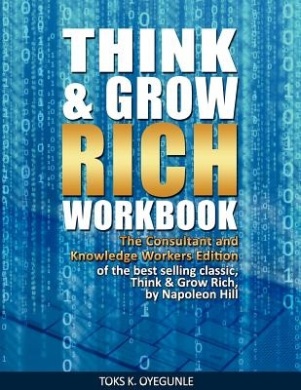 THINK
& GROW
RICH
WORKBOOK
The Consultant and
Knowledge Workers Edition
of the best selling classic,
Think & Grow Rich,
by Napoleon Hill
TOKS K. OYEGUNLE